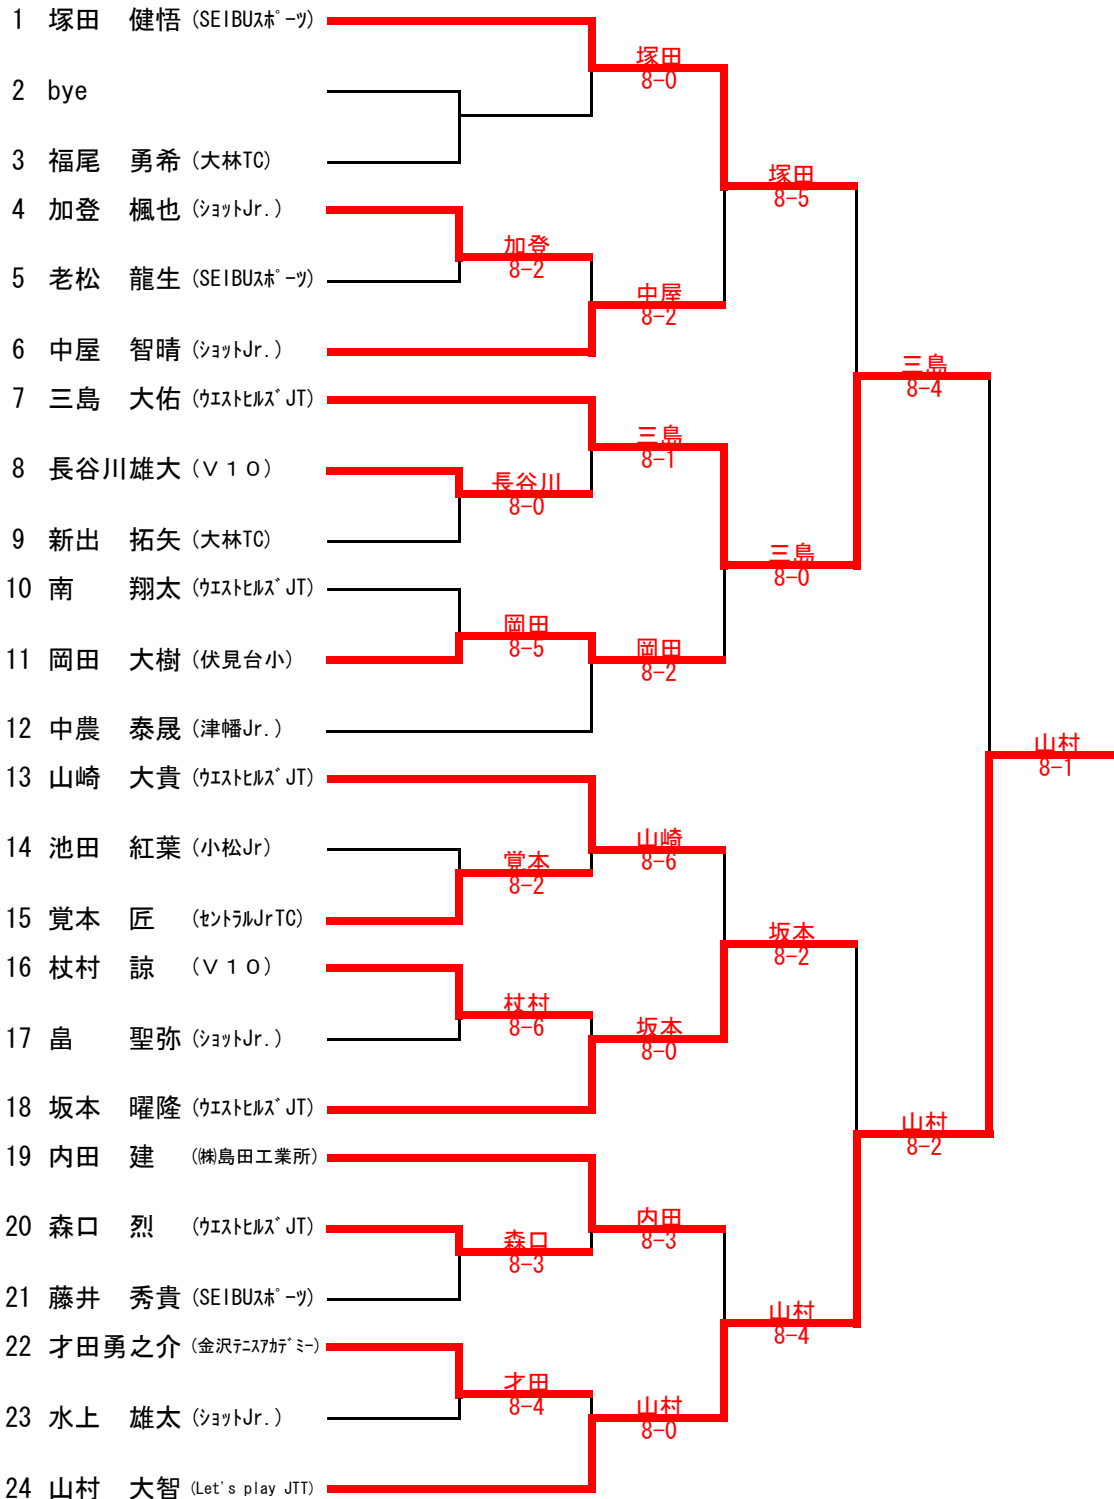 1 塚田 健悟 (SEIBUｽﾎﾟｰﾂ)
塚田
8-0
2 bye
3 福尾 勇希 (大林TC)
塚田
8-5
4 加登 楓也 (ｼｮｯﾄJr.)
加登
8-2
5 老松 龍生 (SEIBUｽﾎﾟｰﾂ)
中屋
8-2
6 中屋 智晴 (ｼｮｯﾄJr.)
三島
8-4
7 三島 大佑 (ｳｴｽﾄﾋﾙｽﾞJT)
三島
8-1
8 長谷川雄大 (Ｖ１０)
長谷川
8-0
9 新出 拓矢 (大林TC)
三島
8-0
10 南 翔太 (ｳｴｽﾄﾋﾙｽﾞJT)
岡田
8-5
11 岡田 大樹 (伏見台小)
岡田
8-2
12 中農 泰晟 (津幡Jr.)
山村
8-1
13 山崎 大貴 (ｳｴｽﾄﾋﾙｽﾞJT)
山崎
8-6
14 池田 紅葉 (小松Jr)
覚本
8-2
15 覚本 匠 (ｾﾝﾄﾗﾙJrTC)
坂本
8-2
16 杖村 諒 (Ｖ１０)
杖村
8-6
17 畠 聖弥 (ｼｮｯﾄJr.)
坂本
8-0
18 坂本 曜隆 (ｳｴｽﾄﾋﾙｽﾞJT)
山村
8-2
19 内田 建 (㈱島田工業所)
内田
8-3
20 森口 烈 (ｳｴｽﾄﾋﾙｽﾞJT)
森口
8-3
21 藤井 秀貴 (SEIBUｽﾎﾟｰﾂ)
山村
8-4
22 才田勇之介 (金沢ﾃﾆｽｱｶﾃﾞﾐｰ)
才田
8-4
23 水上 雄太 (ｼｮｯﾄJr.)
山村
8-0
24 山村 大智 (Let's play JTT)